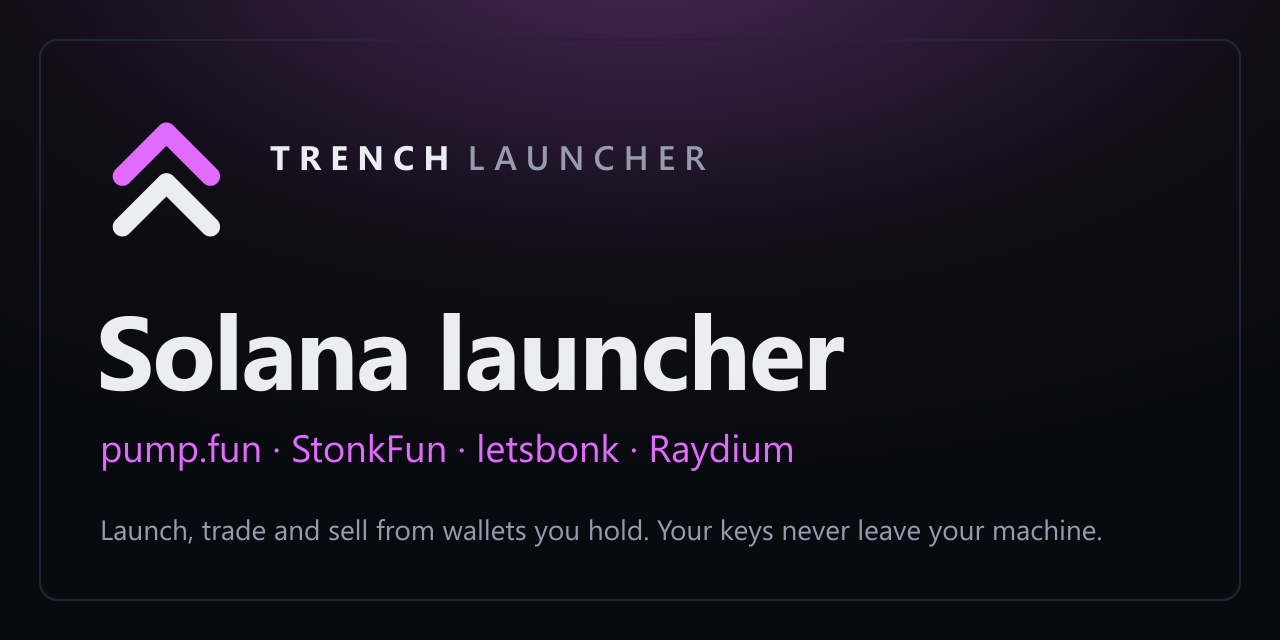 TRENCH LAUNCHER
Solana launcher
pump.fun · StonkFun · letsbonk · Raydium
Launch, trade and sell from wallets you hold. Your keys never leave your machine.